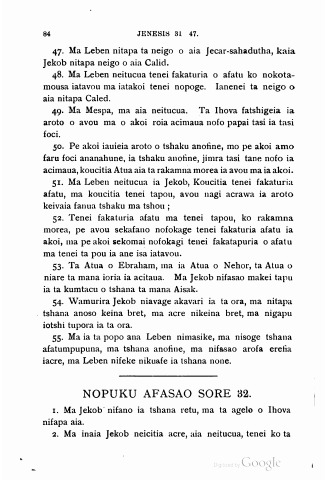 84 JENESIS 31 47.
47. Ma Leben nitapa ta neigo o aia Jecar-sahadutha, kaia
Jekob nitapa neigo o aia Calid.
48. Ma Leben neitucua tenei fakaturia o afatu ko nokota-
mousa iatavou ma iatakoi tenei nopoge. Ianenei ta neigo o
aia nitapa Caled.
49. Ma Mespa, ma aia neitucua. Ta Ihova fatshigeia ia
aroto o avou ma o akoi roia acimaua nofo papai tasi ia tasi
foci.
50. Pe akoi iauieia aroto o tshaku anofine, mo pe akoi amo
faru foci ananahune, ia tshaku anofine, jimra tasi tane nofo ia
acimaua, koucitia Atua aia ta rakamna morea ia avou ma ia akoi.
51. Ma Leben neitucua ia Jekob, Koucitia tenei fakaturia
afatu, ma koucitia tenei tapou, avou nagi acrawa ia aroto
keivaia fanua tshaku ma tshou ;
52. Tenei fakaturia afatu ma tenei tapou, ko rakamna
morea, pe avou sekafano nofokage tenei fakaturia afatu ia
akoi, ma pe akoi sekomai nofokagi tenei fakatapuria o afatu
ma tenei ta pou ia ane isa iatavou.
53. Ta Atua o Ebraham, ma ia Atua o Nehor, ta Atua o
niare ta mana ioria ia acitaua. Ma Jekob nifasao makei tapu
ia ta kumtacu o tshana ta mana Aisak.
54. Wamurira Jekob niavage akavari ia ta ora, ma nitapa
tshana anoso keina bret, ma acre nikeina bret, ma nigapu
iotshi tupora ia ta ora.
55. Ma ia ta popo ana Leben nimasike, ma nisoge tshana
afatumpupuna, ma tshana anofine, ma nifasao arofa erefia
iacre, ma Leben nifeke nikuafe ia tshana none.
NOPUKU AFASAO SORE 32.
1. Ma Jekob nifano ia tshana retu, ma ta agelo o Ihova
nifapa aia.
2. Ma inaia Jekob neicitia acre, aia neitucua, tenei ko ta
Digitized by Google